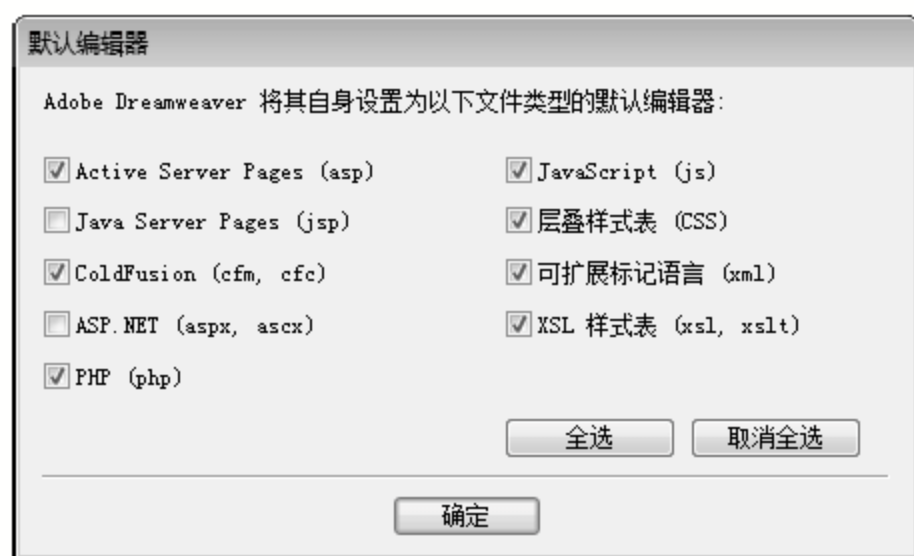 默认编辑器
Adobe Dreamweaver 将其自身设置为以下文件类型的默认编辑器:
Active Server Pages (asp)
JavaScript (js)
Java Server Pages (jsp)
层叠样式表 (CSS)
ColdFusion (cfm, cfc)
可扩展标记语言 (xml)
ASP.NET (aspx, ascx)
XSL 样式表 (xsl, xslt)
PHP (php)
全选
取消全选
确定